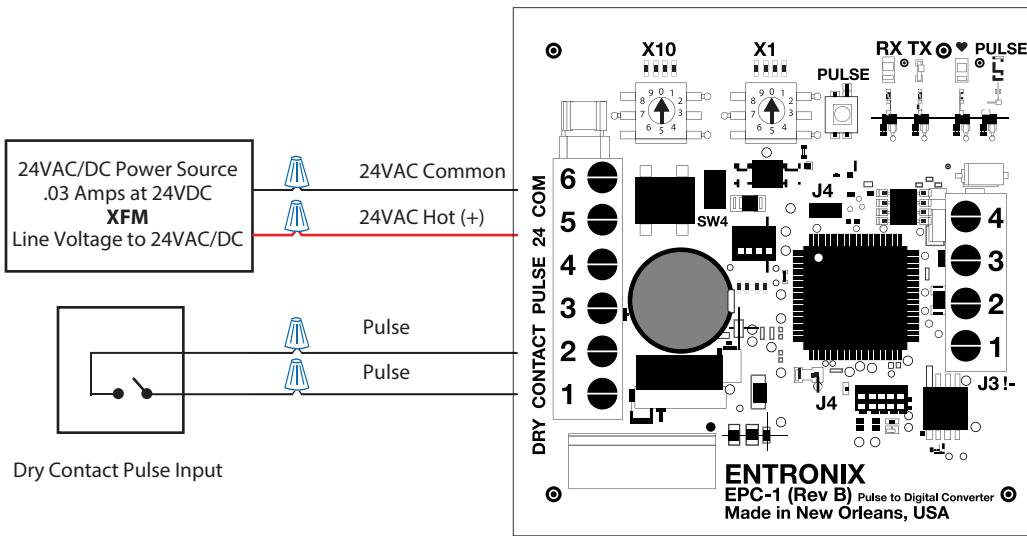 24VAC/DC Power Source
.03 Amps at 24VDC
XFM
Line Voltage to 24VAC/DC
24VAC Common
24VAC Hot (+)
Pulse
Pulse
Dry Contact Pulse Input
X10
X1
PULSE
RX TX ♥ PULSE
9 0 1
8 2
7 3
6 5 4
9 0 1
8 2
7 3
6 5 4
DRY CONTACT PULSE 24 COM
6
5
4
3
2
1
SW4
J4
4
3
2
1
J3 !-
J4
ENTRONIX
EPC-1 (Rev B) Pulse to Digital Converter
Made in New Orleans, USA